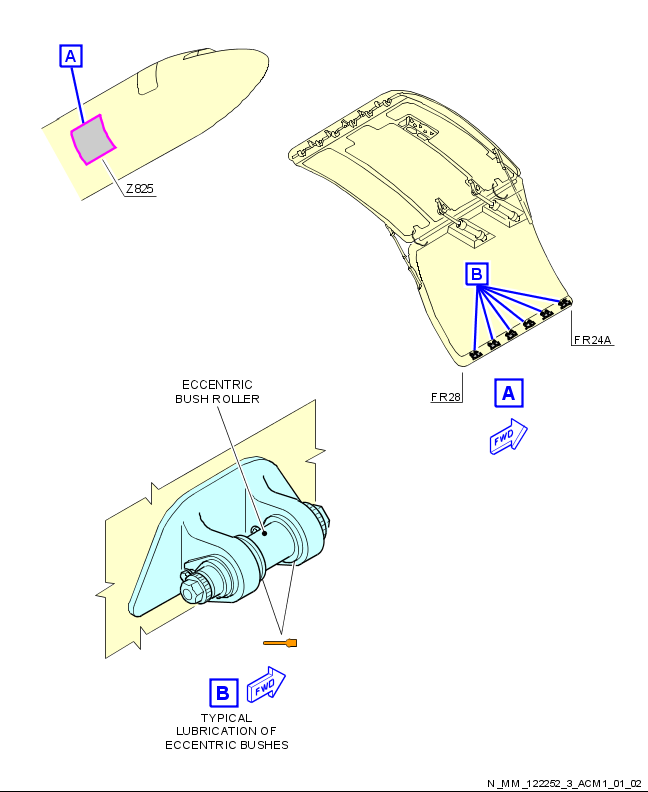 A
Z825
B
FR24A
FR28
A
FWD
ECCENTRIC
BUSH ROLLER
B
FWD
TYPICAL
LUBRICATION OF
ECCENTRIC BUSHES
N_MM_122252_3_ACM1_01_02